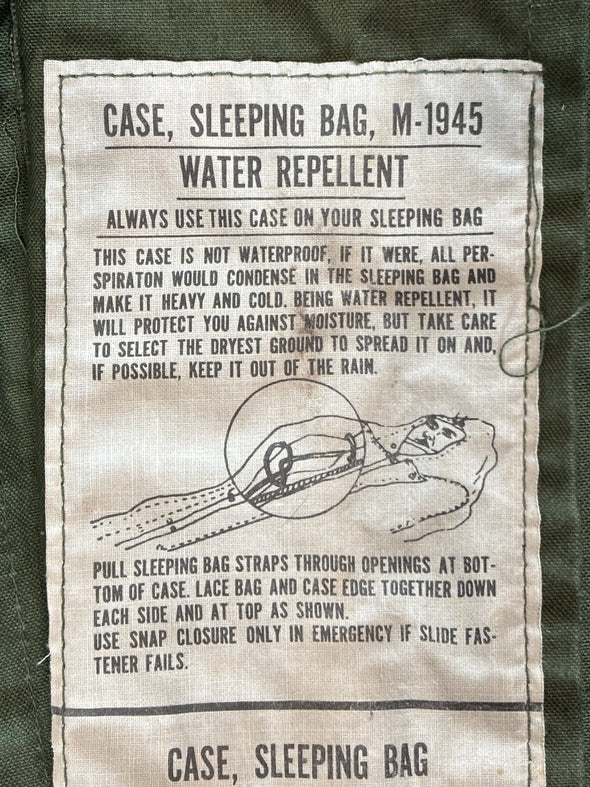 CASE, SLEEPING BAG, M-1945
WATER REPELLENT
ALWAYS USE THIS CASE ON YOUR SLEEPING BAG
THIS CASE IS NOT WATERPROOF, IF IT WERE, ALL PER-
SPIRATON WOULD CONDENSE IN THE SLEEPING BAG AND
MAKE IT HEAVY AND COLD. BEING WATER REPELLENT, IT
WILL PROTECT YOU AGAINST MOISTURE, BUT TAKE CARE
TO SELECT THE DRYEST GROUND TO SPREAD IT ON AND,
IF POSSIBLE, KEEP IT OUT OF THE RAIN.
PULL SLEEPING BAG STRAPS THROUGH OPENINGS AT BOT-
TOM OF CASE. LACE BAG AND CASE EDGE TOGETHER DOWN
EACH SIDE AND AT TOP AS SHOWN.
USE SNAP CLOSURE ONLY IN EMERGENCY IF SLIDE FAS-
TENER FAILS.
CASE, SLEEPING BAG